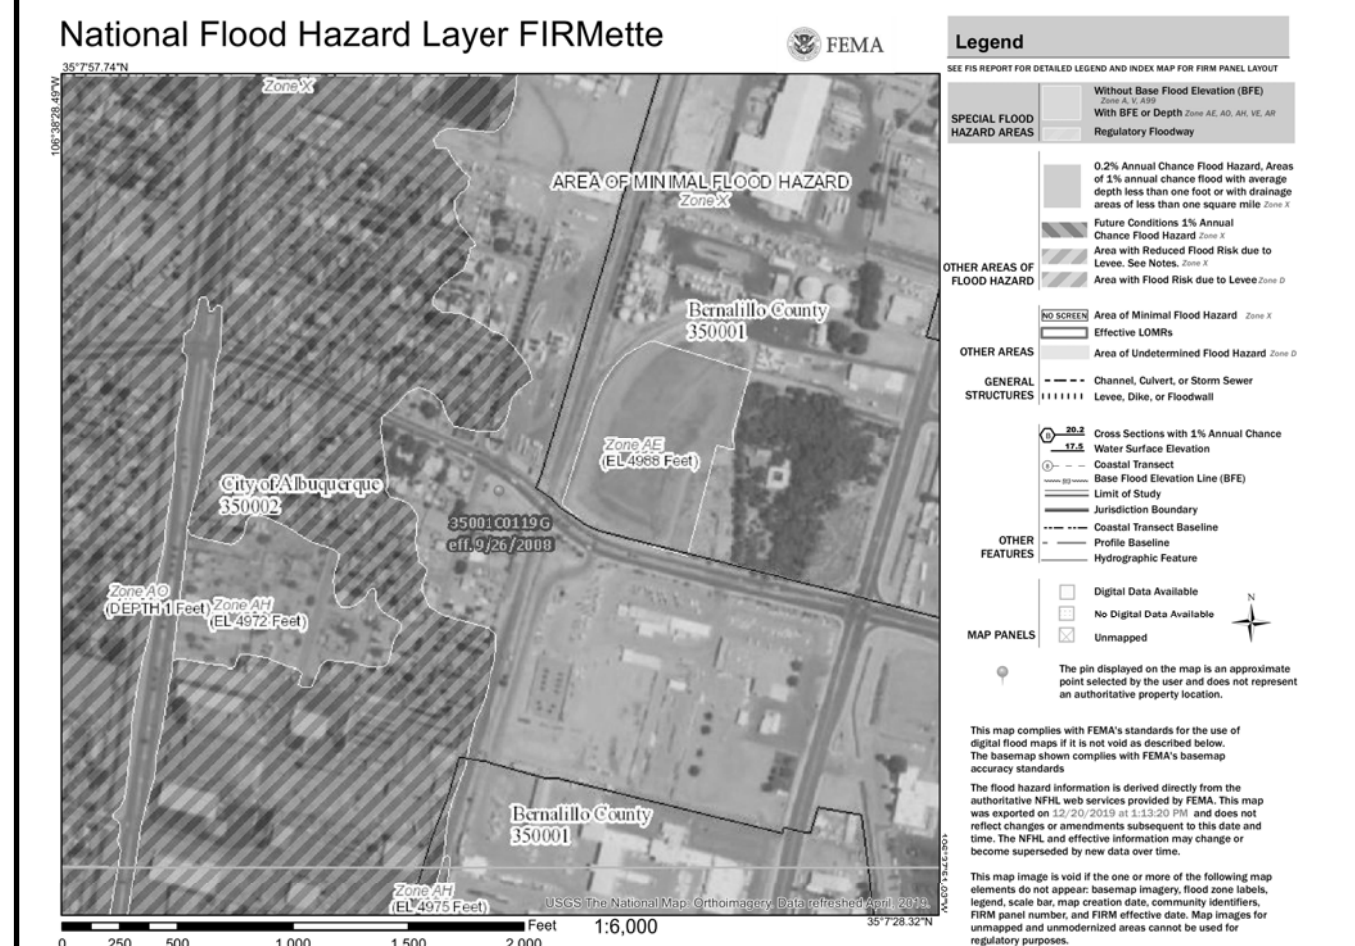 National Flood Hazard Layer FIRMette
FEMA
35°7'57.74"N
106°38'28.49"W
Zone X
AREA OF MINIMAL FLOOD HAZARD
Zone X
Bernalillo County
350001
Zone AE
(EL 4988 Feet)
City of Albuquerque
350002
35001C0119G
eff. 9/26/2008
Zone AO
(DEPTH 1 Feet)
Zone AH
(EL 4972 Feet)
Bernalillo County
350001
Zone AH
(EL 4975 Feet)
USGS The National Map: Orthoimagery. Data refreshed April, 2019.
106°37'51.03"W
35°7'28.32"N
Feet
1:6,000
0 250 500 1,000 1,500 2,000
Legend
SEE FIS REPORT FOR DETAILED LEGEND AND INDEX MAP FOR FIRM PANEL LAYOUT
SPECIAL FLOOD
HAZARD AREAS
Without Base Flood Elevation (BFE)
Zone A, V, A99
With BFE or Depth Zone AE, AO, AH, VE, AR
Regulatory Floodway
0.2% Annual Chance Flood Hazard, Areas
of 1% annual chance flood with average
depth less than one foot or with drainage
areas of less than one square mile Zone X
Future Conditions 1% Annual
Chance Flood Hazard Zone X
Area with Reduced Flood Risk due to
Levee. See Notes. Zone X
Area with Flood Risk due to Levee Zone D
OTHER AREAS OF
FLOOD HAZARD
NO SCREEN Area of Minimal Flood Hazard Zone X
Effective LOMRs
OTHER AREAS
Area of Undetermined Flood Hazard Zone D
GENERAL
STRUCTURES
Channel, Culvert, or Storm Sewer
Levee, Dike, or Floodwall
B 20.2 Cross Sections with 1% Annual Chance
17.5 Water Surface Elevation
8 Coastal Transect
Base Flood Elevation Line (BFE)
Limit of Study
Jurisdiction Boundary
Coastal Transect Baseline
OTHER
FEATURES
Profile Baseline
Hydrographic Feature
Digital Data Available
No Digital Data Available
Unmapped
MAP PANELS
N
The pin displayed on the map is an approximate
point selected by the user and does not represent
an authoritative property location.
This map complies with FEMA's standards for the use of
digital flood maps if it is not void as described below.
The basemap shown complies with FEMA's basemap
accuracy standards
The flood hazard information is derived directly from the
authoritative NFHL web services provided by FEMA. This map
was exported on 12/20/2019 at 1:13:20 PM and does not
reflect changes or amendments subsequent to this date and
time. The NFHL and effective information may change or
become superseded by new data over time.
This map image is void if the one or more of the following map
elements do not appear: basemap imagery, flood zone labels,
legend, scale bar, map creation date, community identifiers,
FIRM panel number, and FIRM effective date. Map images for
unmapped and unmodernized areas cannot be used for
regulatory purposes.